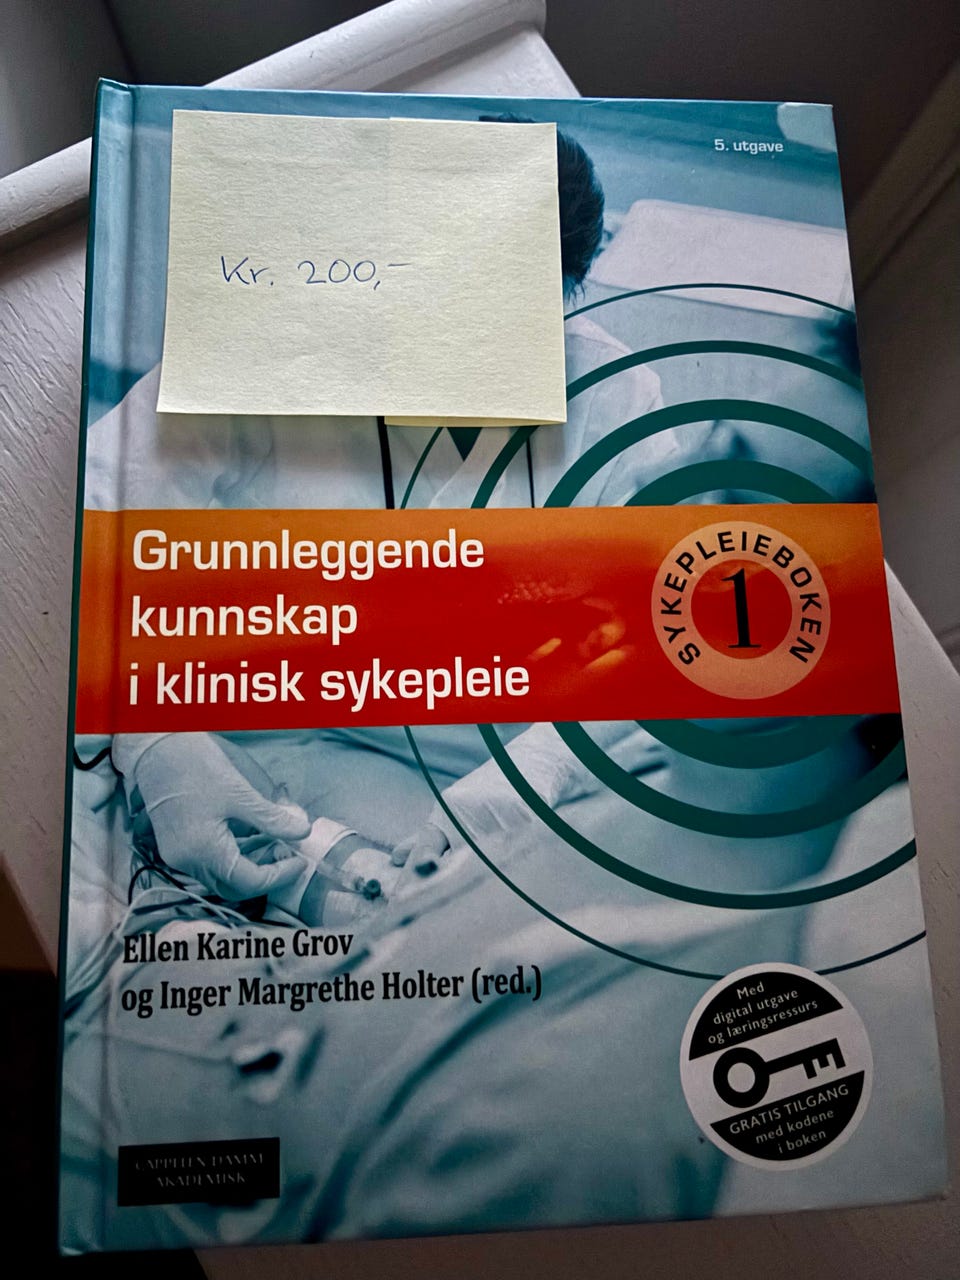 5. utgave
Kr. 200,-
Grunnleggende
kunnskap
i klinisk sykepleie
SYKEPLEIEBOKEN
1
Ellen Karine Grov
og Inger Margrethe Holter (red.)
Med
digital utgave
og læringsressurs
GRATIS TILGANG
med kodene
i boken
CAPPELEN DAMM
AKADEMISK